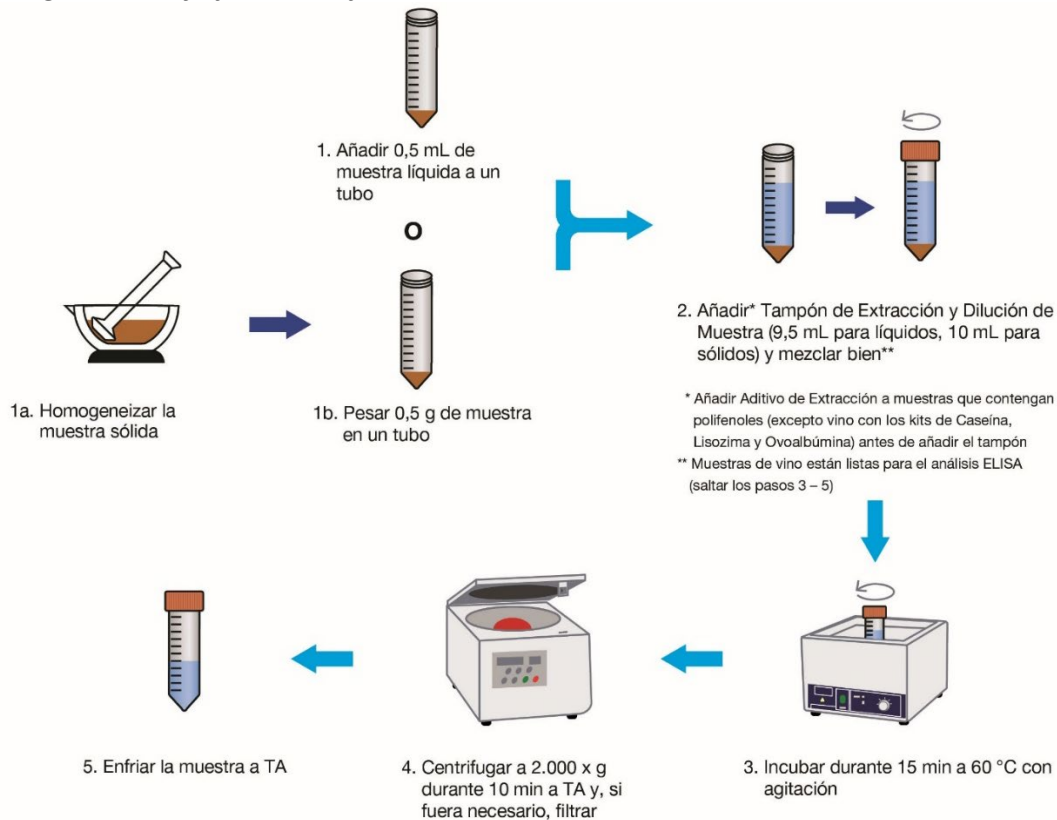 1. Añadir 0,5 mL de
muestra líquida a un
tubo
O
1a. Homogeneizar la
muestra sólida
1b. Pesar 0,5 g de muestra
en un tubo
2. Añadir* Tampón de Extracción y Dilución de
Muestra (9,5 mL para líquidos, 10 mL para
sólidos) y mezclar bien**
* Añadir Aditivo de Extracción a muestras que contengan
polifenoles (excepto vino con los kits de Caseína,
Lisozima y Ovoalbúmina) antes de añadir el tampón
** Muestras de vino están listas para el análisis ELISA
(saltar los pasos 3 – 5)
3. Incubar durante 15 min a 60 °C con
agitación
4. Centrifugar a 2.000 x g
durante 10 min a TA y, si
fuera necesario, filtrar
5. Enfriar la muestra a TA